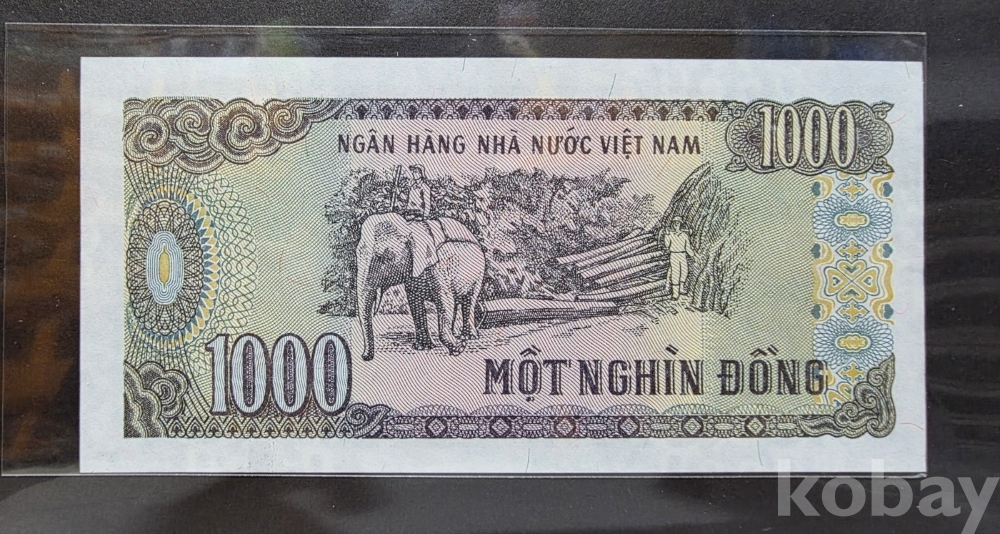 NGÂN HÀNG NHÀ NƯỚC VIỆT NAM
1000
1000
MỘT NGHÌN ĐỒNG
kobay